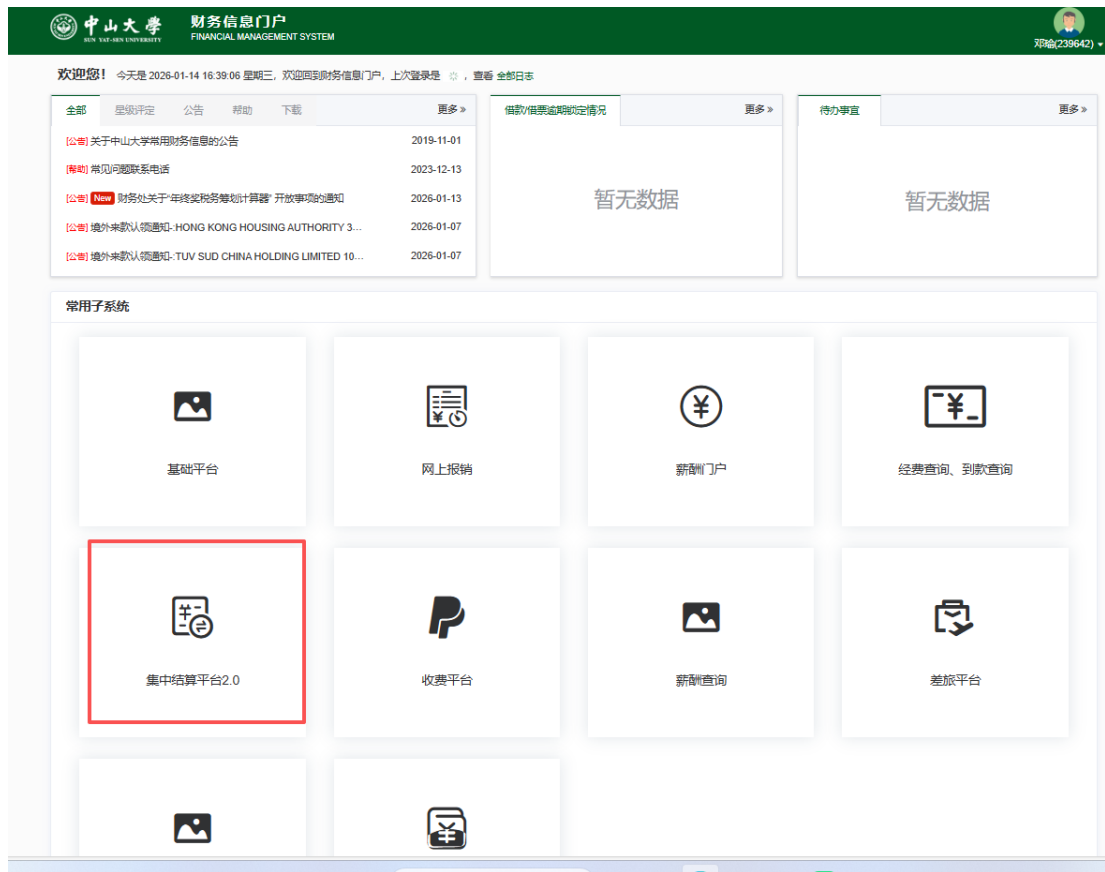 中山大學
SUN YAT-SEN UNIVERSITY
财务信息门户
FINANCIAL MANAGEMENT SYSTEM
邓瑜(239642)
欢迎您! 今天是 2026-01-14 16:39:06 星期三, 欢迎回到财务信息门户, 上次登录是 , 查看 全部日志
全部 星级评定 公告 帮助 下载 更多 »
[公告] 关于中山大学常用财务信息的公告 2019-11-01
[帮助] 常见问题联系电话 2023-12-13
[公告] New 财务处关于“年终奖税务筹划计算器” 开放事项的通知 2026-01-13
[公告] 境外来款认领通知-:HONG KONG HOUSING AUTHORITY 3... 2026-01-07
[公告] 境外来款认领通知-:TUV SUD CHINA HOLDING LIMITED 10... 2026-01-07
借款/借票逾期锁定情况 更多 »
暂无数据
待办事宜 更多 »
暂无数据
常用子系统
基础平台 网上报销 薪酬门户 经费查询、到款查询
集中结算平台2.0 收费平台 薪酬查询 差旅平台